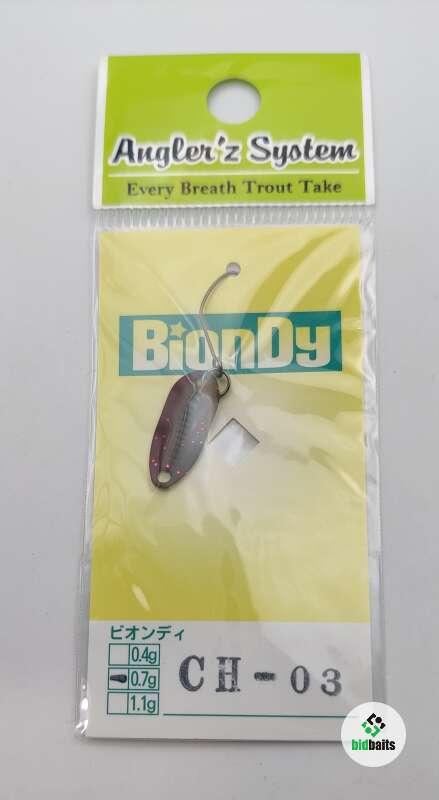 Angler'z System
Every Breath Trout Take
BionDy
ビオンディ
0.4g
0.7g
1.1g
CH-03
bidbaits